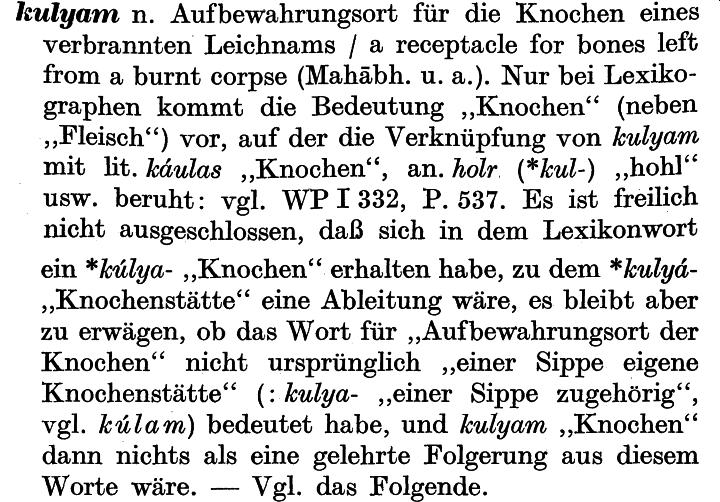 kulyam n. Aufbewahrungsort für die Knochen eines
verbrannten Leichnams / a receptacle for bones left
from a burnt corpse (Mahābh. u. a.). Nur bei Lexiko-
graphen kommt die Bedeutung „Knochen“ (neben
„Fleisch“) vor, auf der die Verknüpfung von kulyam
mit lit. káulas „Knochen“, an. holr (*kul-) „hohl“
usw. beruht: vgl. WP I 332, P. 537. Es ist freilich
nicht ausgeschlossen, daß sich in dem Lexikonwort
ein *kúlya- „Knochen“ erhalten habe, zu dem *kulyá-
„Knochenstätte“ eine Ableitung wäre, es bleibt aber
zu erwägen, ob das Wort für „Aufbewahrungsort der
Knochen“ nicht ursprünglich „einer Sippe eigene
Knochenstätte“ (: kulya- „einer Sippe zugehörig“,
vgl. kúlam) bedeutet habe, und kulyam „Knochen“
dann nichts als eine gelehrte Folgerung aus diesem
Worte wäre. — Vgl. das Folgende.